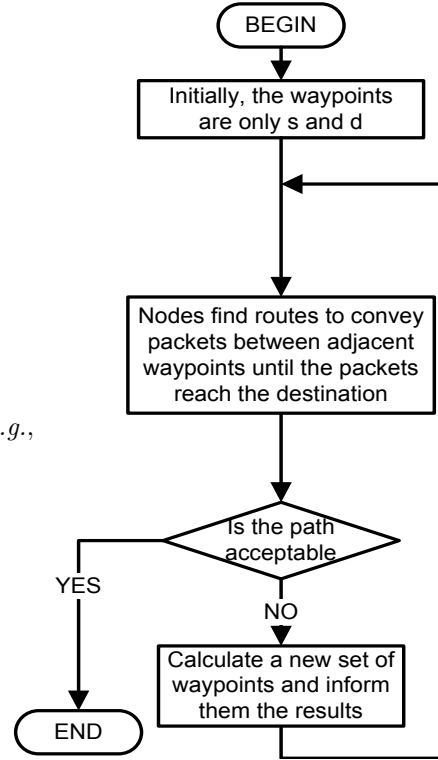 BEGIN
Initially, the waypoints
are only s and d
Nodes find routes to convey
packets between adjacent
waypoints until the packets
reach the destination
.g.,
Is the path
acceptable
YES
NO
Calculate a new set of
waypoints and inform
them the results
END